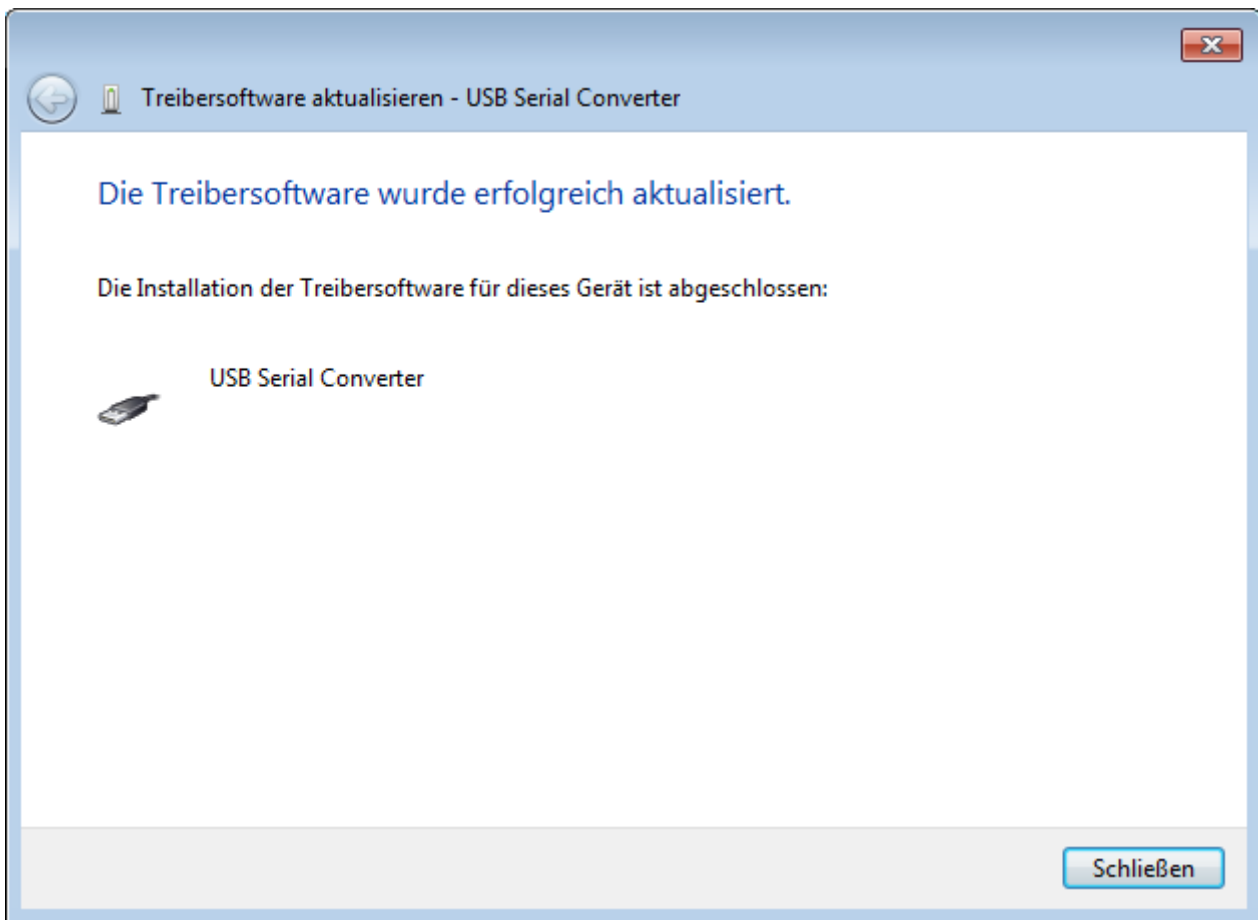 Treibersoftware aktualisieren - USB Serial Converter
Die Treibersoftware wurde erfolgreich aktualisiert.
Die Installation der Treibersoftware für dieses Gerät ist abgeschlossen:
USB Serial Converter
Schließen